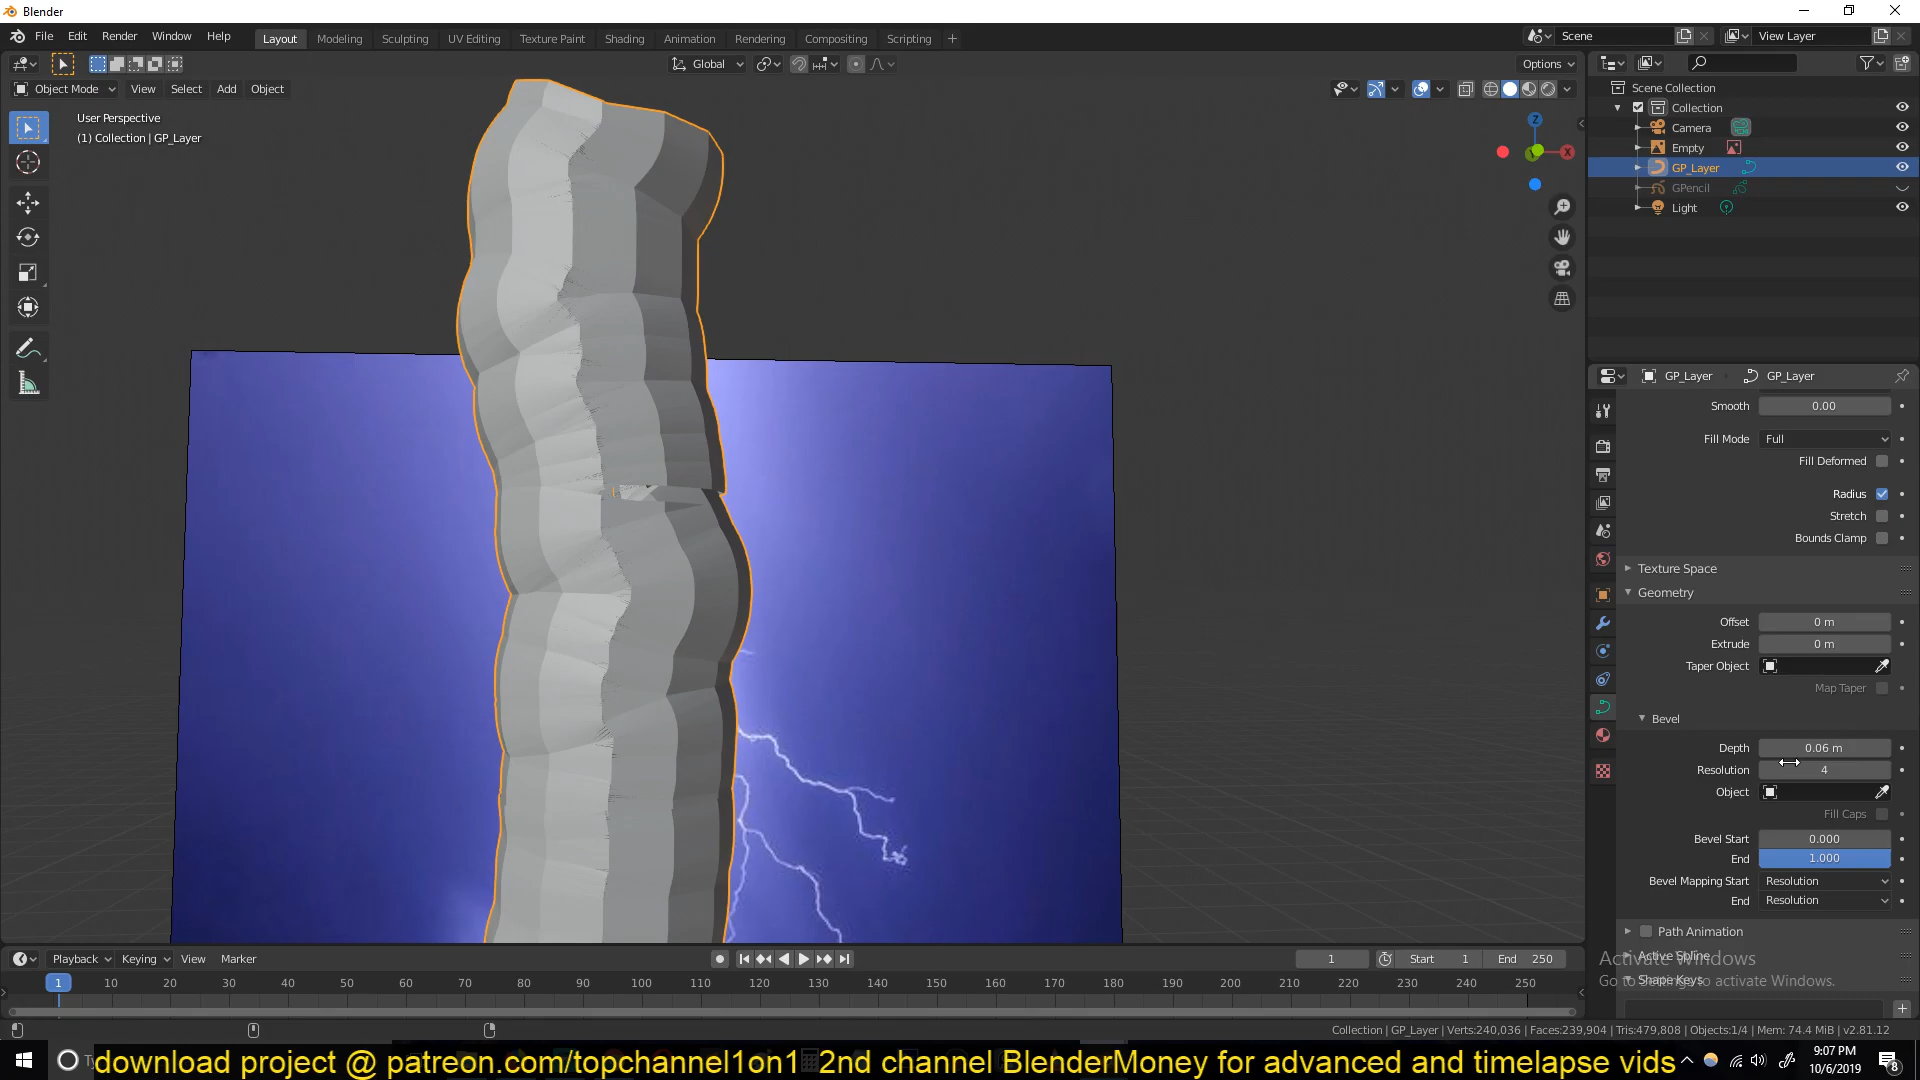 Blender
File Edit Render Window Help
Layout Modeling Sculpting UV Editing Texture Paint Shading Animation Rendering Compositing Scripting +
Scene
View Layer
Global
Options
Object Mode View Select Add Object
User Perspective
(1) Collection | GP_Layer
Z
X
Scene Collection
Collection
Camera
Empty
GP_Layer
GPencil
Light
GP_Layer GP_Layer
Smooth 0.00
Fill Mode Full
Fill Deformed
Radius
Stretch
Bounds Clamp
Texture Space
Geometry
Offset 0 m
Extrude 0 m
Taper Object
Map Taper
Bevel
Depth 0.06 m
Resolution 4
Object
Fill Caps
Bevel Start 0.000
End 1.000
Bevel Mapping Start Resolution
End Resolution
Path Animation
Active Spline
Shape Keys
Activate Windows
Go to Settings to activate Windows.
Playback Keying View Marker
1 Start 1 End 250
1 10 20 30 40 50 60 70 80 90 100 110 120 130 140 150 160 170 180 190 200 210 220 230 240 250
Collection | GP_Layer | Verts:240,036 | Faces:239,904 | Tris:479,808 | Objects:1/4 | Mem: 74.4 MiB | v2.81.12
download project @ patreon.com/topchannel1on1 2nd channel BlenderMoney for advanced and timelapse vids
9:07 PM
10/6/2019
8